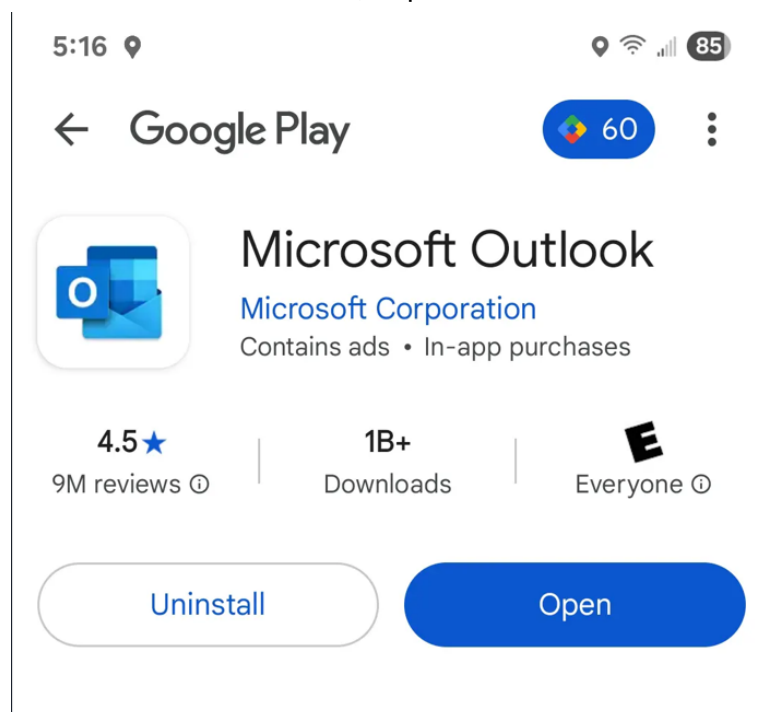 5:16
85
Google Play
60
Microsoft Outlook
O
Microsoft Corporation
Contains ads • In-app purchases
4.5★
1B+
E
9M reviews
Downloads
Everyone
Uninstall
Open